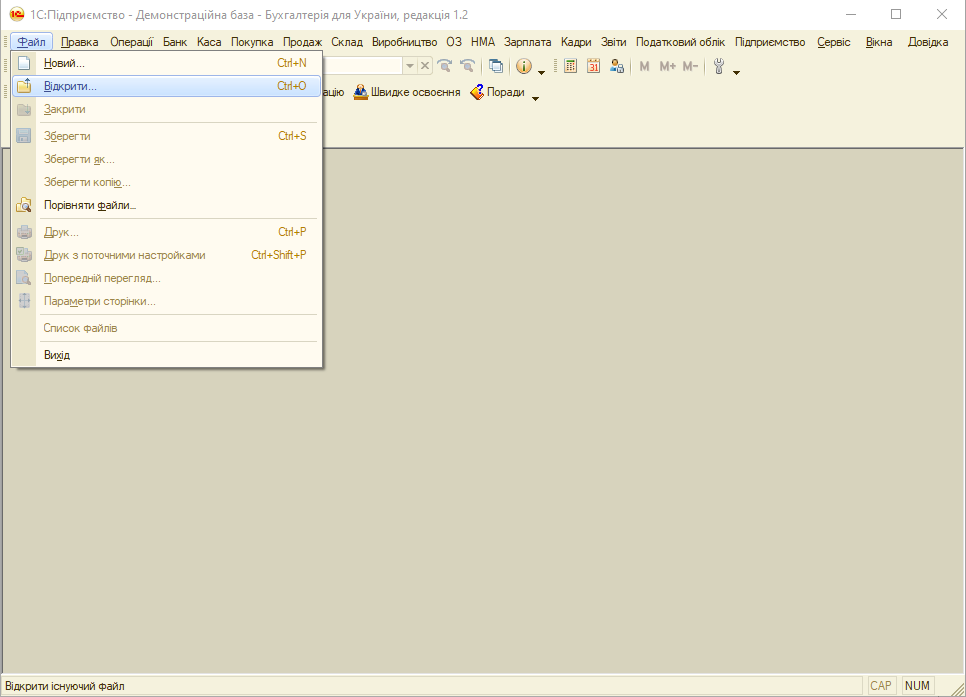 1С:Підприємство - Демонстраційна база - Бухгалтерія для України, редакція 1.2
Файл Правка Операції Банк Каса Покупка Продаж Склад Виробництво ОЗ НМА Зарплата Кадри Звіти Податковий облік Підприємство Сервіс Вікна Довідка
Новий... Ctrl+N
M M+ M-
Відкрити... Ctrl+O
ацію Швидке освоєння Поради
Закрити
Зберегти Ctrl+S
Зберегти як...
Зберегти копію...
Порівняти файли...
Друк... Ctrl+P
Друк з поточними настройками Ctrl+Shift+P
Попередній перегляд...
Параметри сторінки...
Список файлів
Вихід
Відкрити існуючий файл CAP NUM